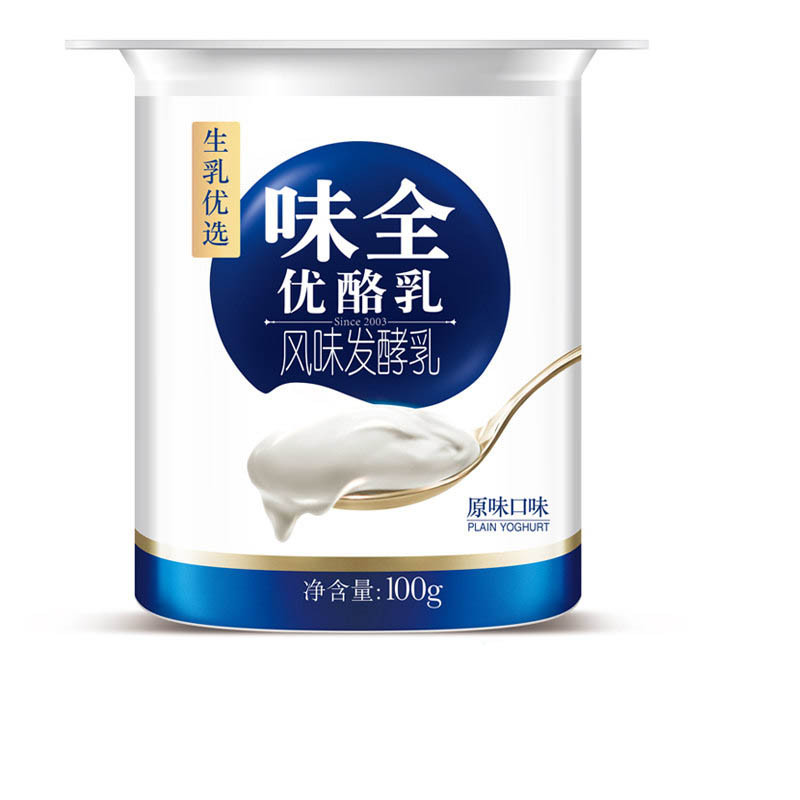 生乳优选
味全
优酪乳
Since 2003
风味发酵乳
原味口味
PLAIN YOGHURT
净含量:100g